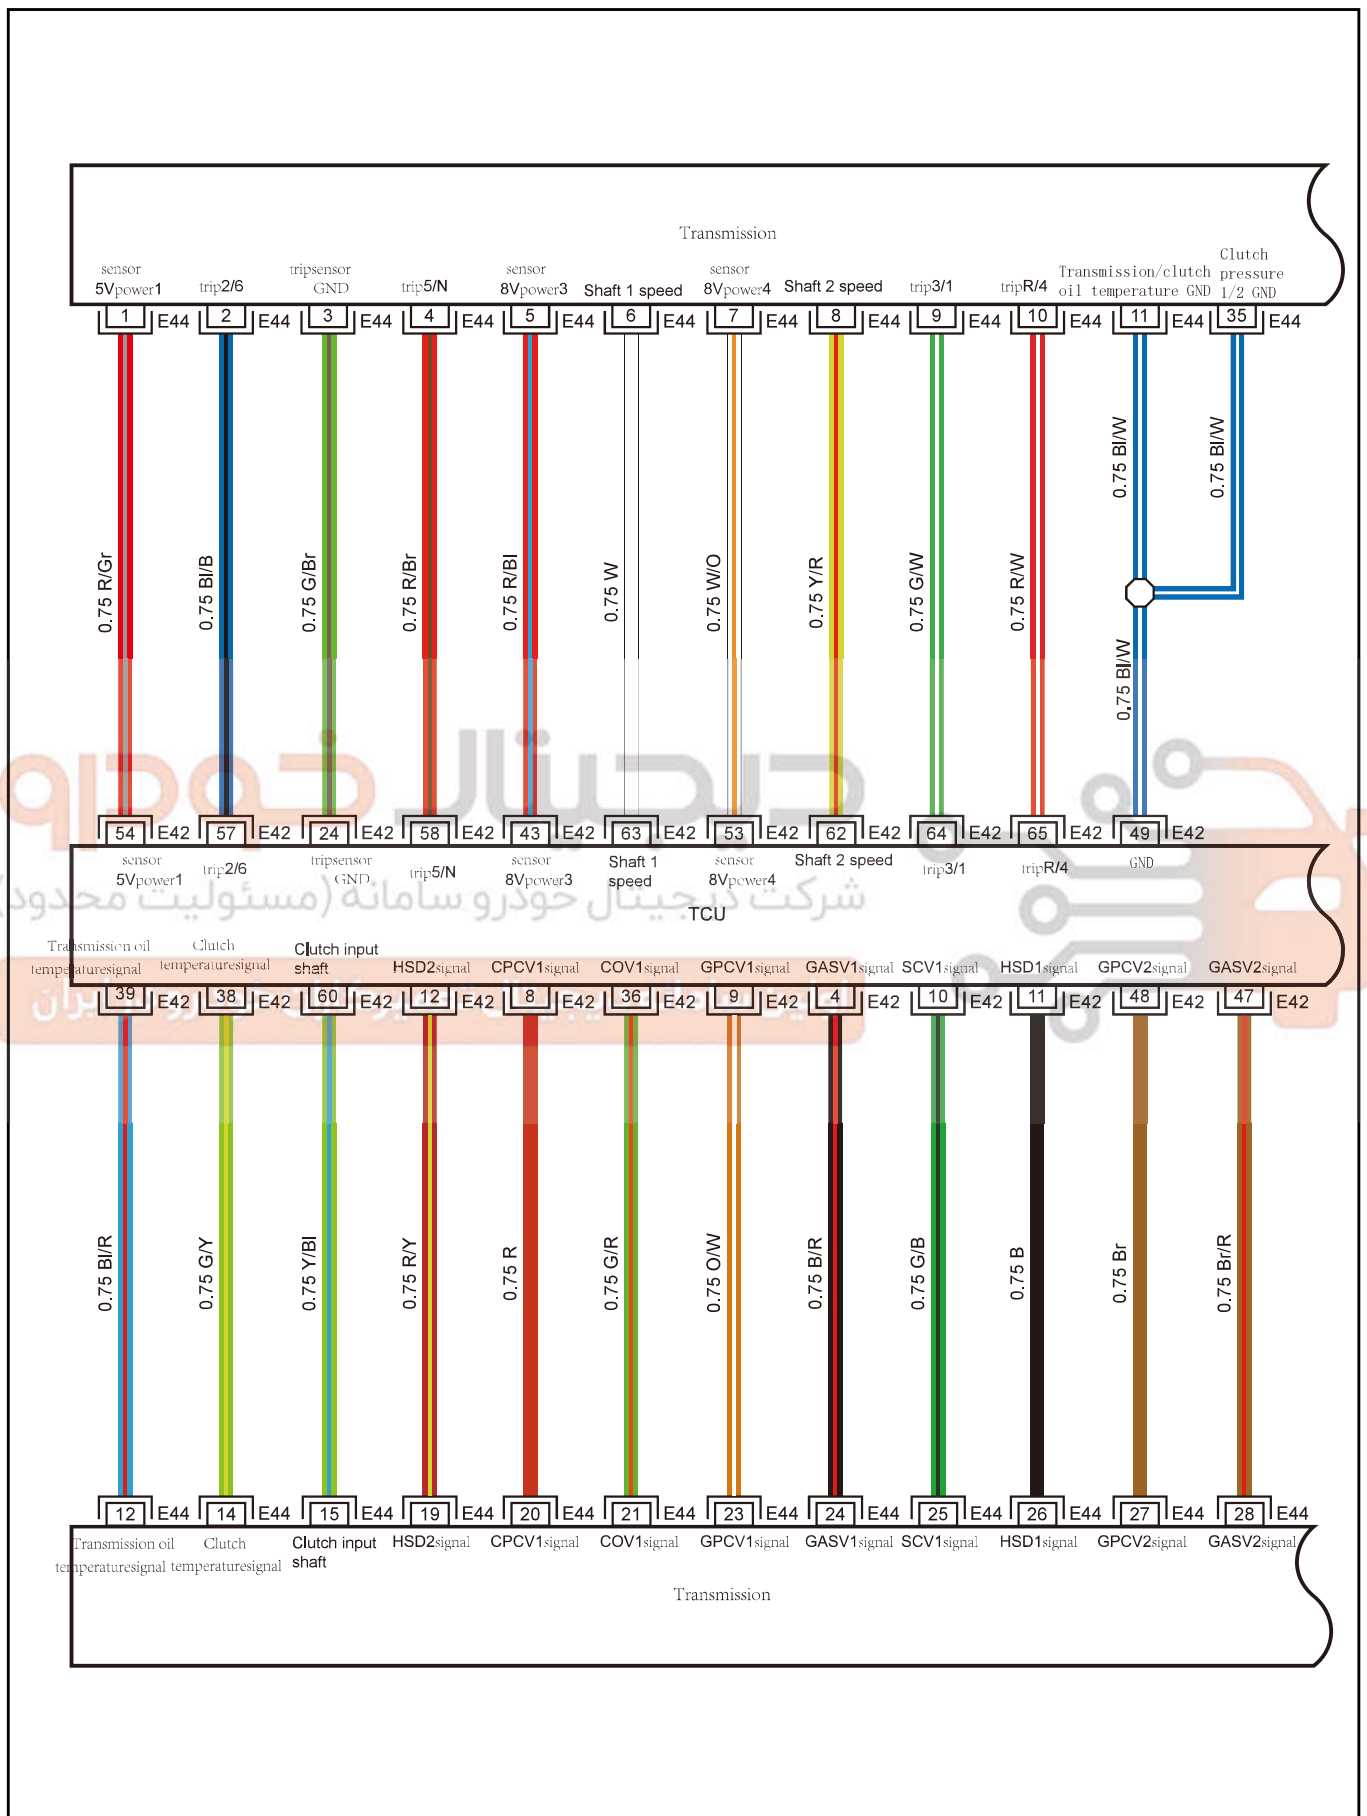 Transmission
sensor
5Vpower1
trip2/6
tripsensor
GND
trip5/N
sensor
8Vpower3
Shaft 1 speed
sensor
8Vpower4
Shaft 2 speed
trip3/1
tripR/4
Transmission/clutch
oil temperature GND
Clutch
pressure
1/2 GND
1 E44 2 E44 3 E44 4 E44 5 E44 6 E44 7 E44 8 E44 9 E44 10 E44 11 E44 35 E44
0.75 Bl/W 0.75 Bl/W
0.75 R/Gr 0.75 Bl/B 0.75 G/Br 0.75 R/Br 0.75 R/Bl 0.75 W 0.75 W/O 0.75 Y/R 0.75 G/W 0.75 R/W
0.75 Bl/W
دیجیتال خودرو
54 E42 57 E42 24 E42 58 E42 43 E42 63 E42 53 E42 62 E42 64 E42 65 E42 49 E42
sensor
5Vpower1
trip2/6
tripsensor
GND
trip5/N
sensor
8Vpower3
Shaft 1
speed
sensor
8Vpower4
Shaft 2 speed
trip3/1
tripR/4
GND
شرکت دیجیتال خودرو سامانه (مسئولیت محدود)
TCU
Transmission oil
temperaturesignal
Clutch
temperaturesignal
Clutch input
shaft
HSD2signal
CPCV1signal
COV1signal
GPCV1signal
GASV1signal
SCV1signal
HSD1signal
GPCV2signal
GASV2signal
39 E42 38 E42 60 E42 12 E42 8 E42 36 E42 9 E42 4 E42 10 E42 11 E42 48 E42 47 E42
0.75 Bl/R 0.75 G/Y 0.75 Y/Bl 0.75 R/Y 0.75 R 0.75 G/R 0.75 O/W 0.75 B/R 0.75 G/B 0.75 B 0.75 Br 0.75 Br/R
12 E44 14 E44 15 E44 19 E44 20 E44 21 E44 23 E44 24 E44 25 E44 26 E44 27 E44 28 E44
Transmission oil
temperaturesignal
Clutch
temperaturesignal
Clutch input
shaft
HSD2signal
CPCV1signal
COV1signal
GPCV1signal
GASV1signal
SCV1signal
HSD1signal
GPCV2signal
GASV2signal
Transmission